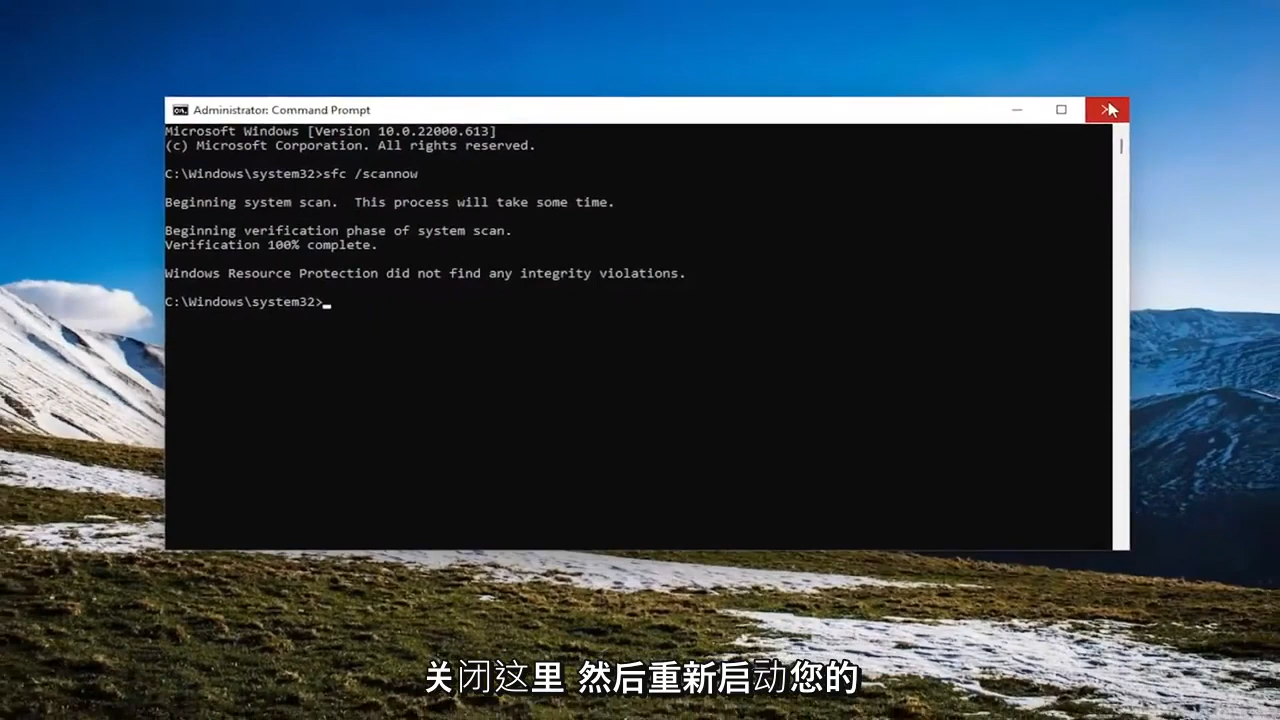 Administrator: Command Prompt
Microsoft Windows [Version 10.0.22000.613]
(c) Microsoft Corporation. All rights reserved.
C:\Windows\system32>sfc /scannow
Beginning system scan.  This process will take some time.
Beginning verification phase of system scan.
Verification 100% complete.
Windows Resource Protection did not find any integrity violations.
C:\Windows\system32>
关闭这里 然后重新启动您的